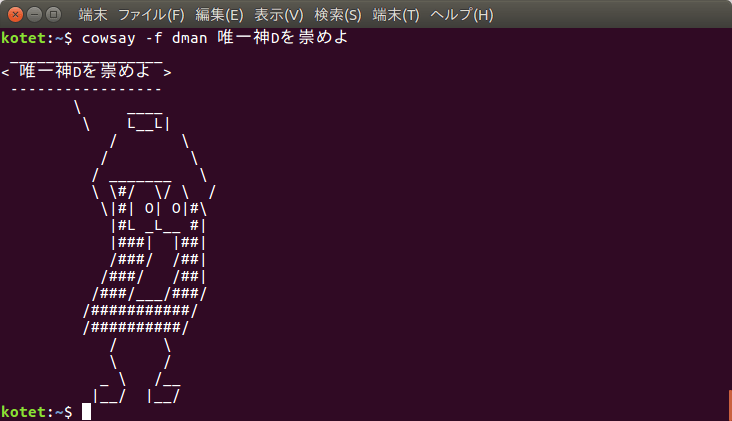 端末 ファイル(F) 編集(E) 表示(V) 検索(S) 端末(T) ヘルプ(H)
kotet:~$ cowsay -f dman 唯一神Dを崇めよ
 _________________
< 唯一神Dを崇めよ >
 -----------------
        \     ____
         \    L__L|
            /       \
           /         \
          / _______   \
          \ \#/  \/ \  /
           \|#| O| O|#\
            |#L _L__ #|
            |###|  |##|
            /###/  /##|
           /###/   /##|
          /###/___/###/
         /###########/
         /##########/
            /     \
            \     /
           _ \   /__
          |__/  |__/
kotet:~$